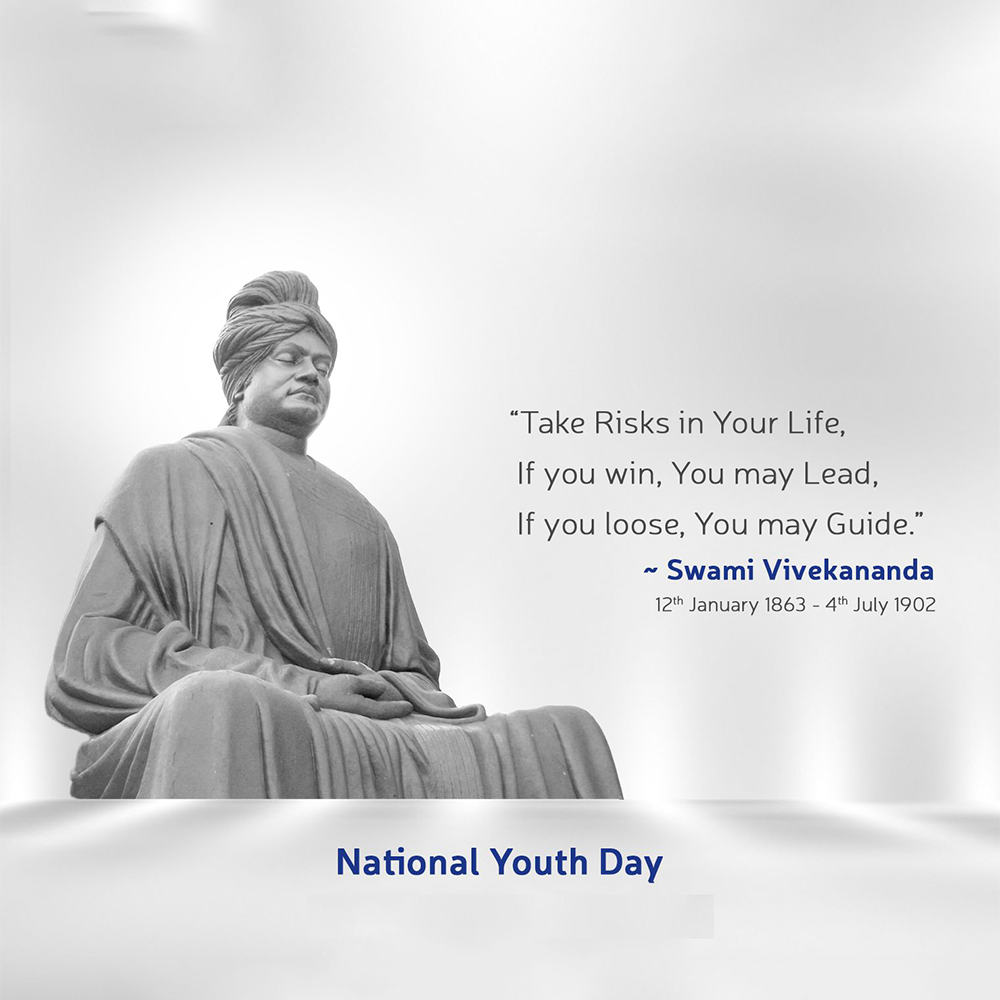 “Take Risks in Your Life,
If you win, You may Lead,
If you loose, You may Guide.”
~ Swami Vivekananda
12th January 1863 - 4th July 1902
National Youth Day